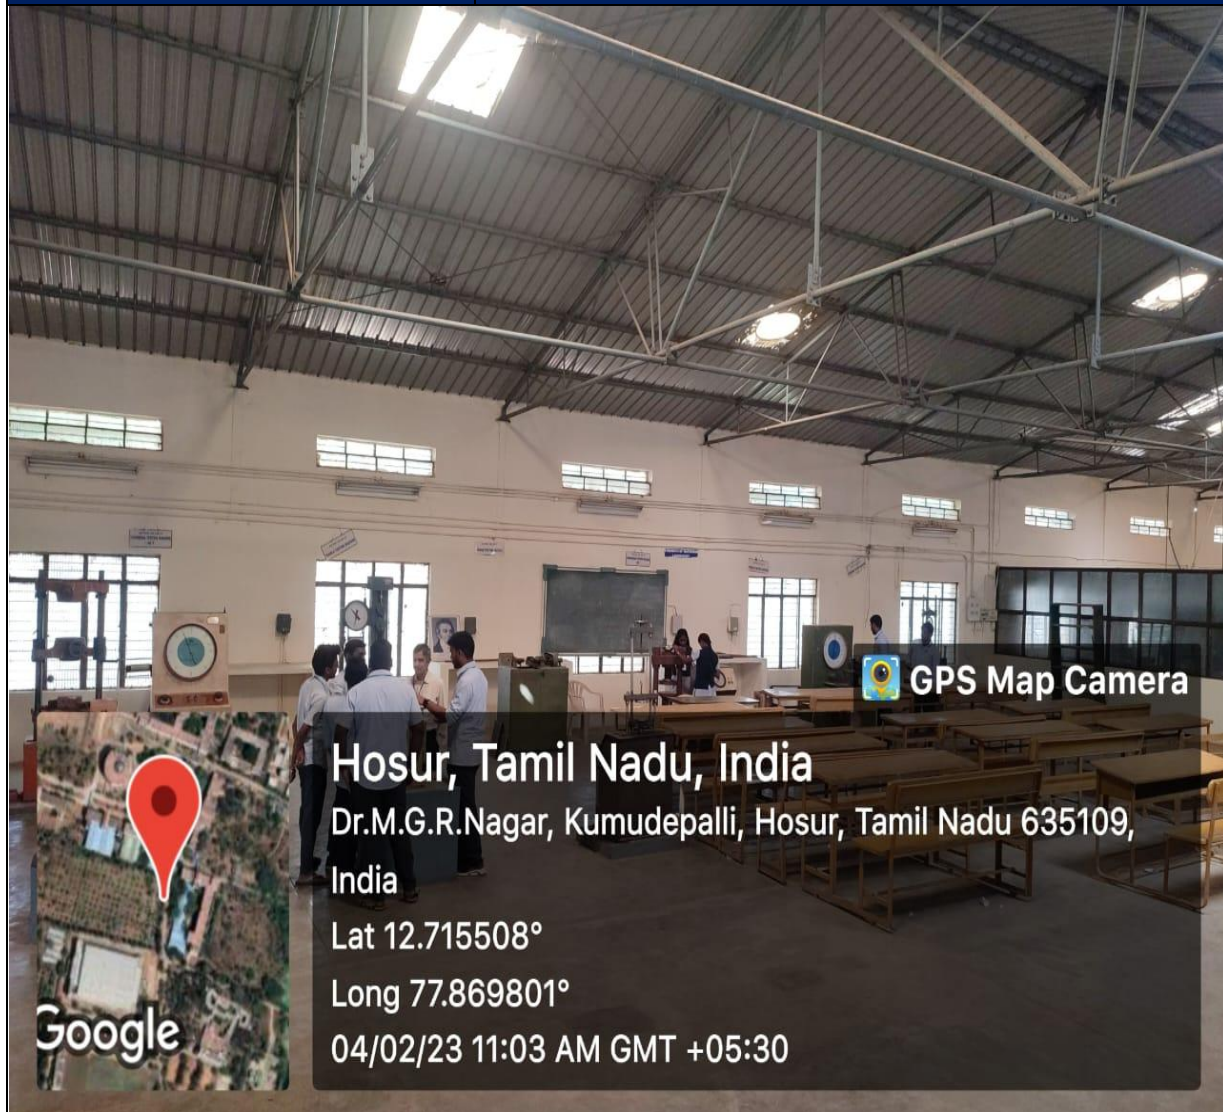 GPS Map Camera
Hosur, Tamil Nadu, India
Dr.M.G.R.Nagar, Kumudepalli, Hosur, Tamil Nadu 635109,
India
Lat 12.715508°
Long 77.869801°
04/02/23 11:03 AM GMT +05:30
Google